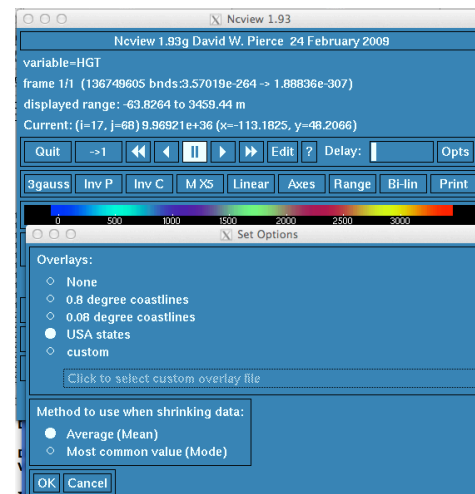 Ncview 1.93
Ncview 1.93g David W. Pierce 24 February 2009
variable=HGT
frame 1/1 (136749605 bnds:3.57019e-264 -> 1.88836e-307)
displayed range: -63.8264 to 3459.44 m
Current: (i=17, j=68) 9.96921e+36 (x=-113.1825, y=48.2066)
Quit ->1 Edit ? Delay: Opts
3gauss Inv P Inv C M X5 Linear Axes Range Bi-lin Print
0 500 1000 1500 2000 2500 3000
Set Options
Overlays:
None
0.8 degree coastlines
0.08 degree coastlines
USA states
custom
Click to select custom overlay file
Method to use when shrinking data:
Average (Mean)
Most common value (Mode)
OK Cancel